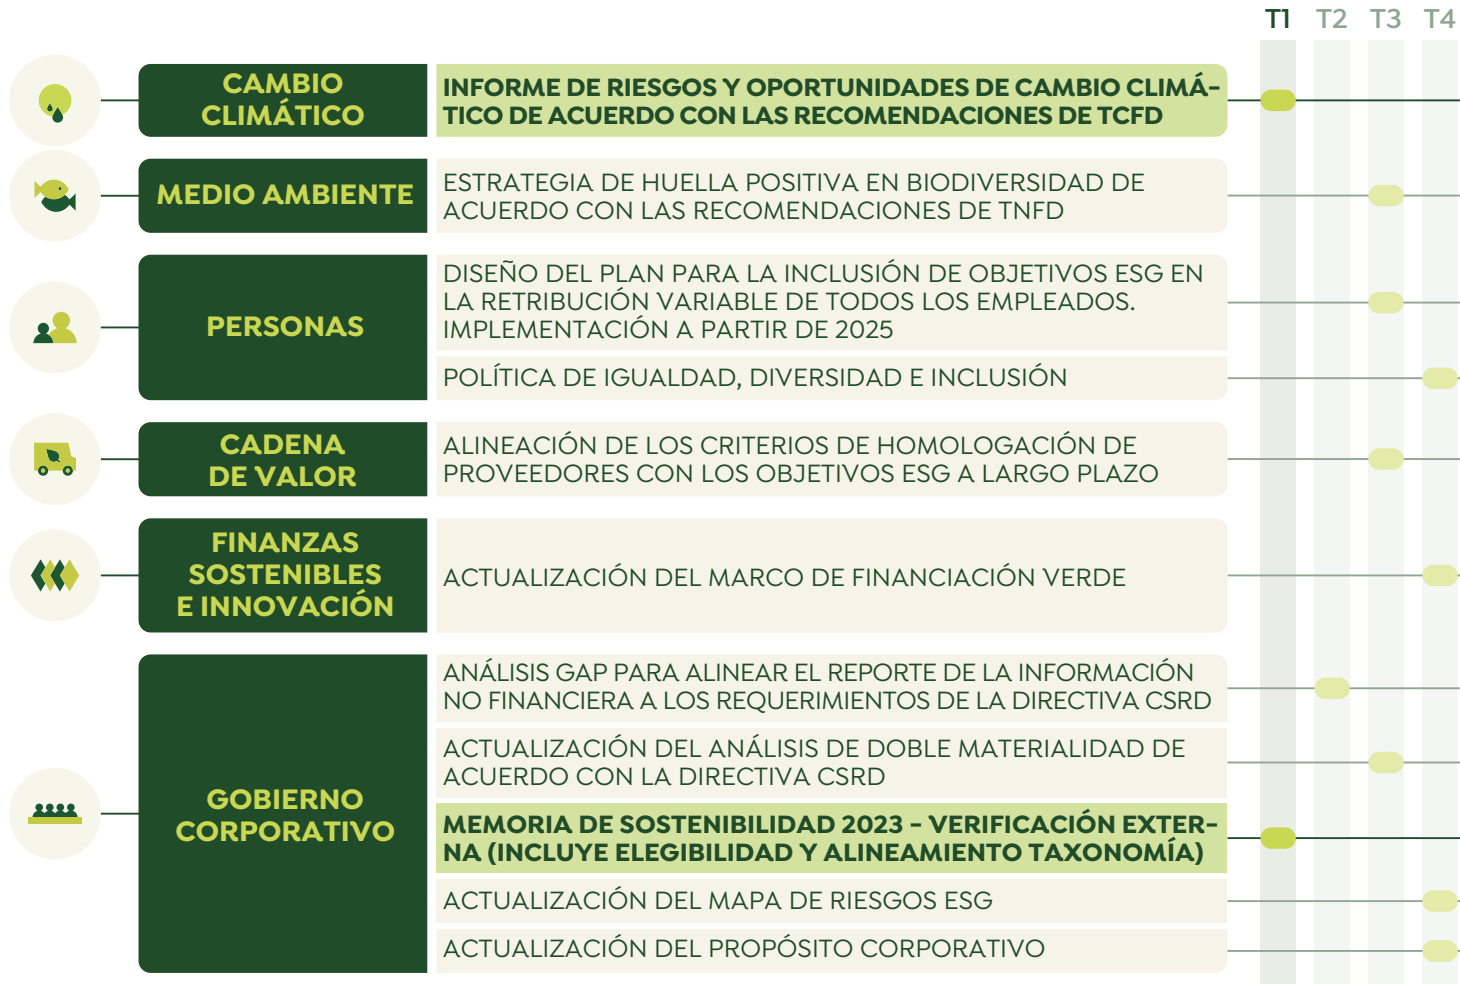 T1 T2 T3 T4
CAMBIO
CLIMÁTICO
INFORME DE RIESGOS Y OPORTUNIDADES DE CAMBIO CLIMÁ-
TICO DE ACUERDO CON LAS RECOMENDACIONES DE TCFD
MEDIO AMBIENTE
ESTRATEGIA DE HUELLA POSITIVA EN BIODIVERSIDAD DE
ACUERDO CON LAS RECOMENDACIONES DE TNFD
PERSONAS
DISEÑO DEL PLAN PARA LA INCLUSIÓN DE OBJETIVOS ESG EN
LA RETRIBUCIÓN VARIABLE DE TODOS LOS EMPLEADOS.
IMPLEMENTACIÓN A PARTIR DE 2025
POLÍTICA DE IGUALDAD, DIVERSIDAD E INCLUSIÓN
CADENA
DE VALOR
ALINEACIÓN DE LOS CRITERIOS DE HOMOLOGACIÓN DE
PROVEEDORES CON LOS OBJETIVOS ESG A LARGO PLAZO
FINANZAS
SOSTENIBLES
E INNOVACIÓN
ACTUALIZACIÓN DEL MARCO DE FINANCIACIÓN VERDE
GOBIERNO
CORPORATIVO
ANÁLISIS GAP PARA ALINEAR EL REPORTE DE LA INFORMACIÓN
NO FINANCIERA A LOS REQUERIMIENTOS DE LA DIRECTIVA CSRD
ACTUALIZACIÓN DEL ANÁLISIS DE DOBLE MATERIALIDAD DE
ACUERDO CON LA DIRECTIVA CSRD
MEMORIA DE SOSTENIBILIDAD 2023 - VERIFICACIÓN EXTER-
NA (INCLUYE ELEGIBILIDAD Y ALINEAMIENTO TAXONOMÍA)
ACTUALIZACIÓN DEL MAPA DE RIESGOS ESG
ACTUALIZACIÓN DEL PROPÓSITO CORPORATIVO